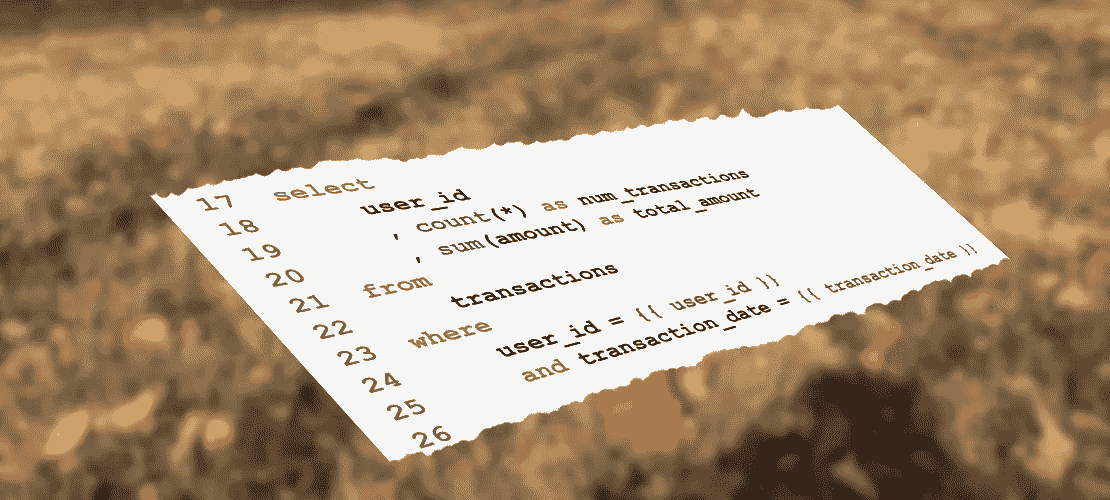 17 select
18 user_id
19 , count(*) as num_transactions
20 , sum(amount) as total_amount
21 from
22 transactions
23 where
24 user_id = {{ user_id }}
25 and transaction_date = {{ transaction_date }}
26